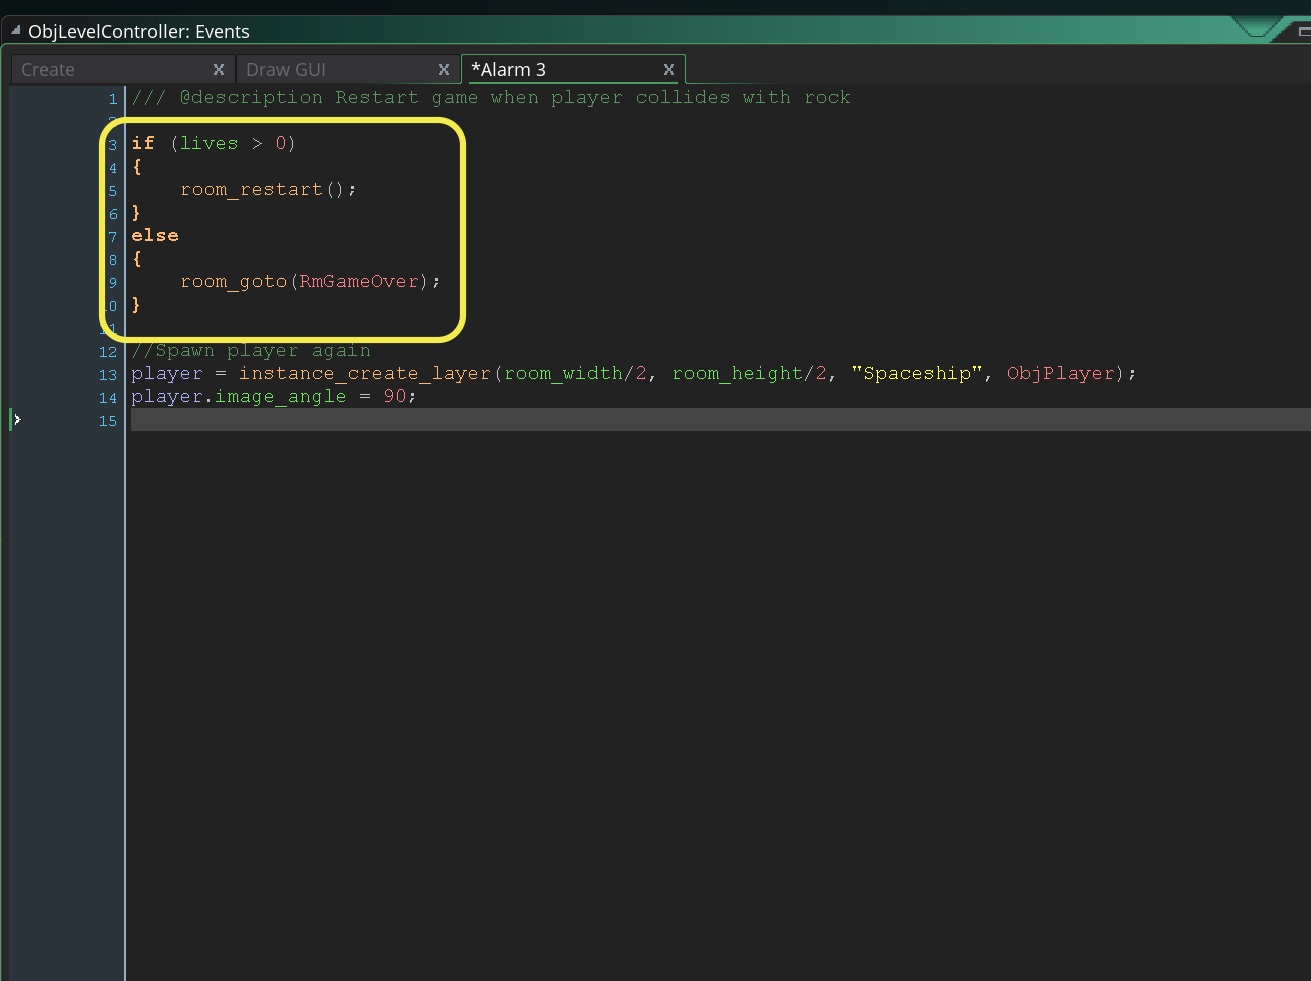 ObjLevelController: Events
Create X Draw GUI X *Alarm 3 X
1 /// @description Restart game when player collides with rock
3 if (lives > 0)
4 {
5 room_restart();
6 }
7 else
8 {
9 room_goto(RmGameOver);
10 }
11
12 //Spawn player again
13 player = instance_create_layer(room_width/2, room_height/2, "Spaceship", ObjPlayer);
14 player.image_angle = 90;
15